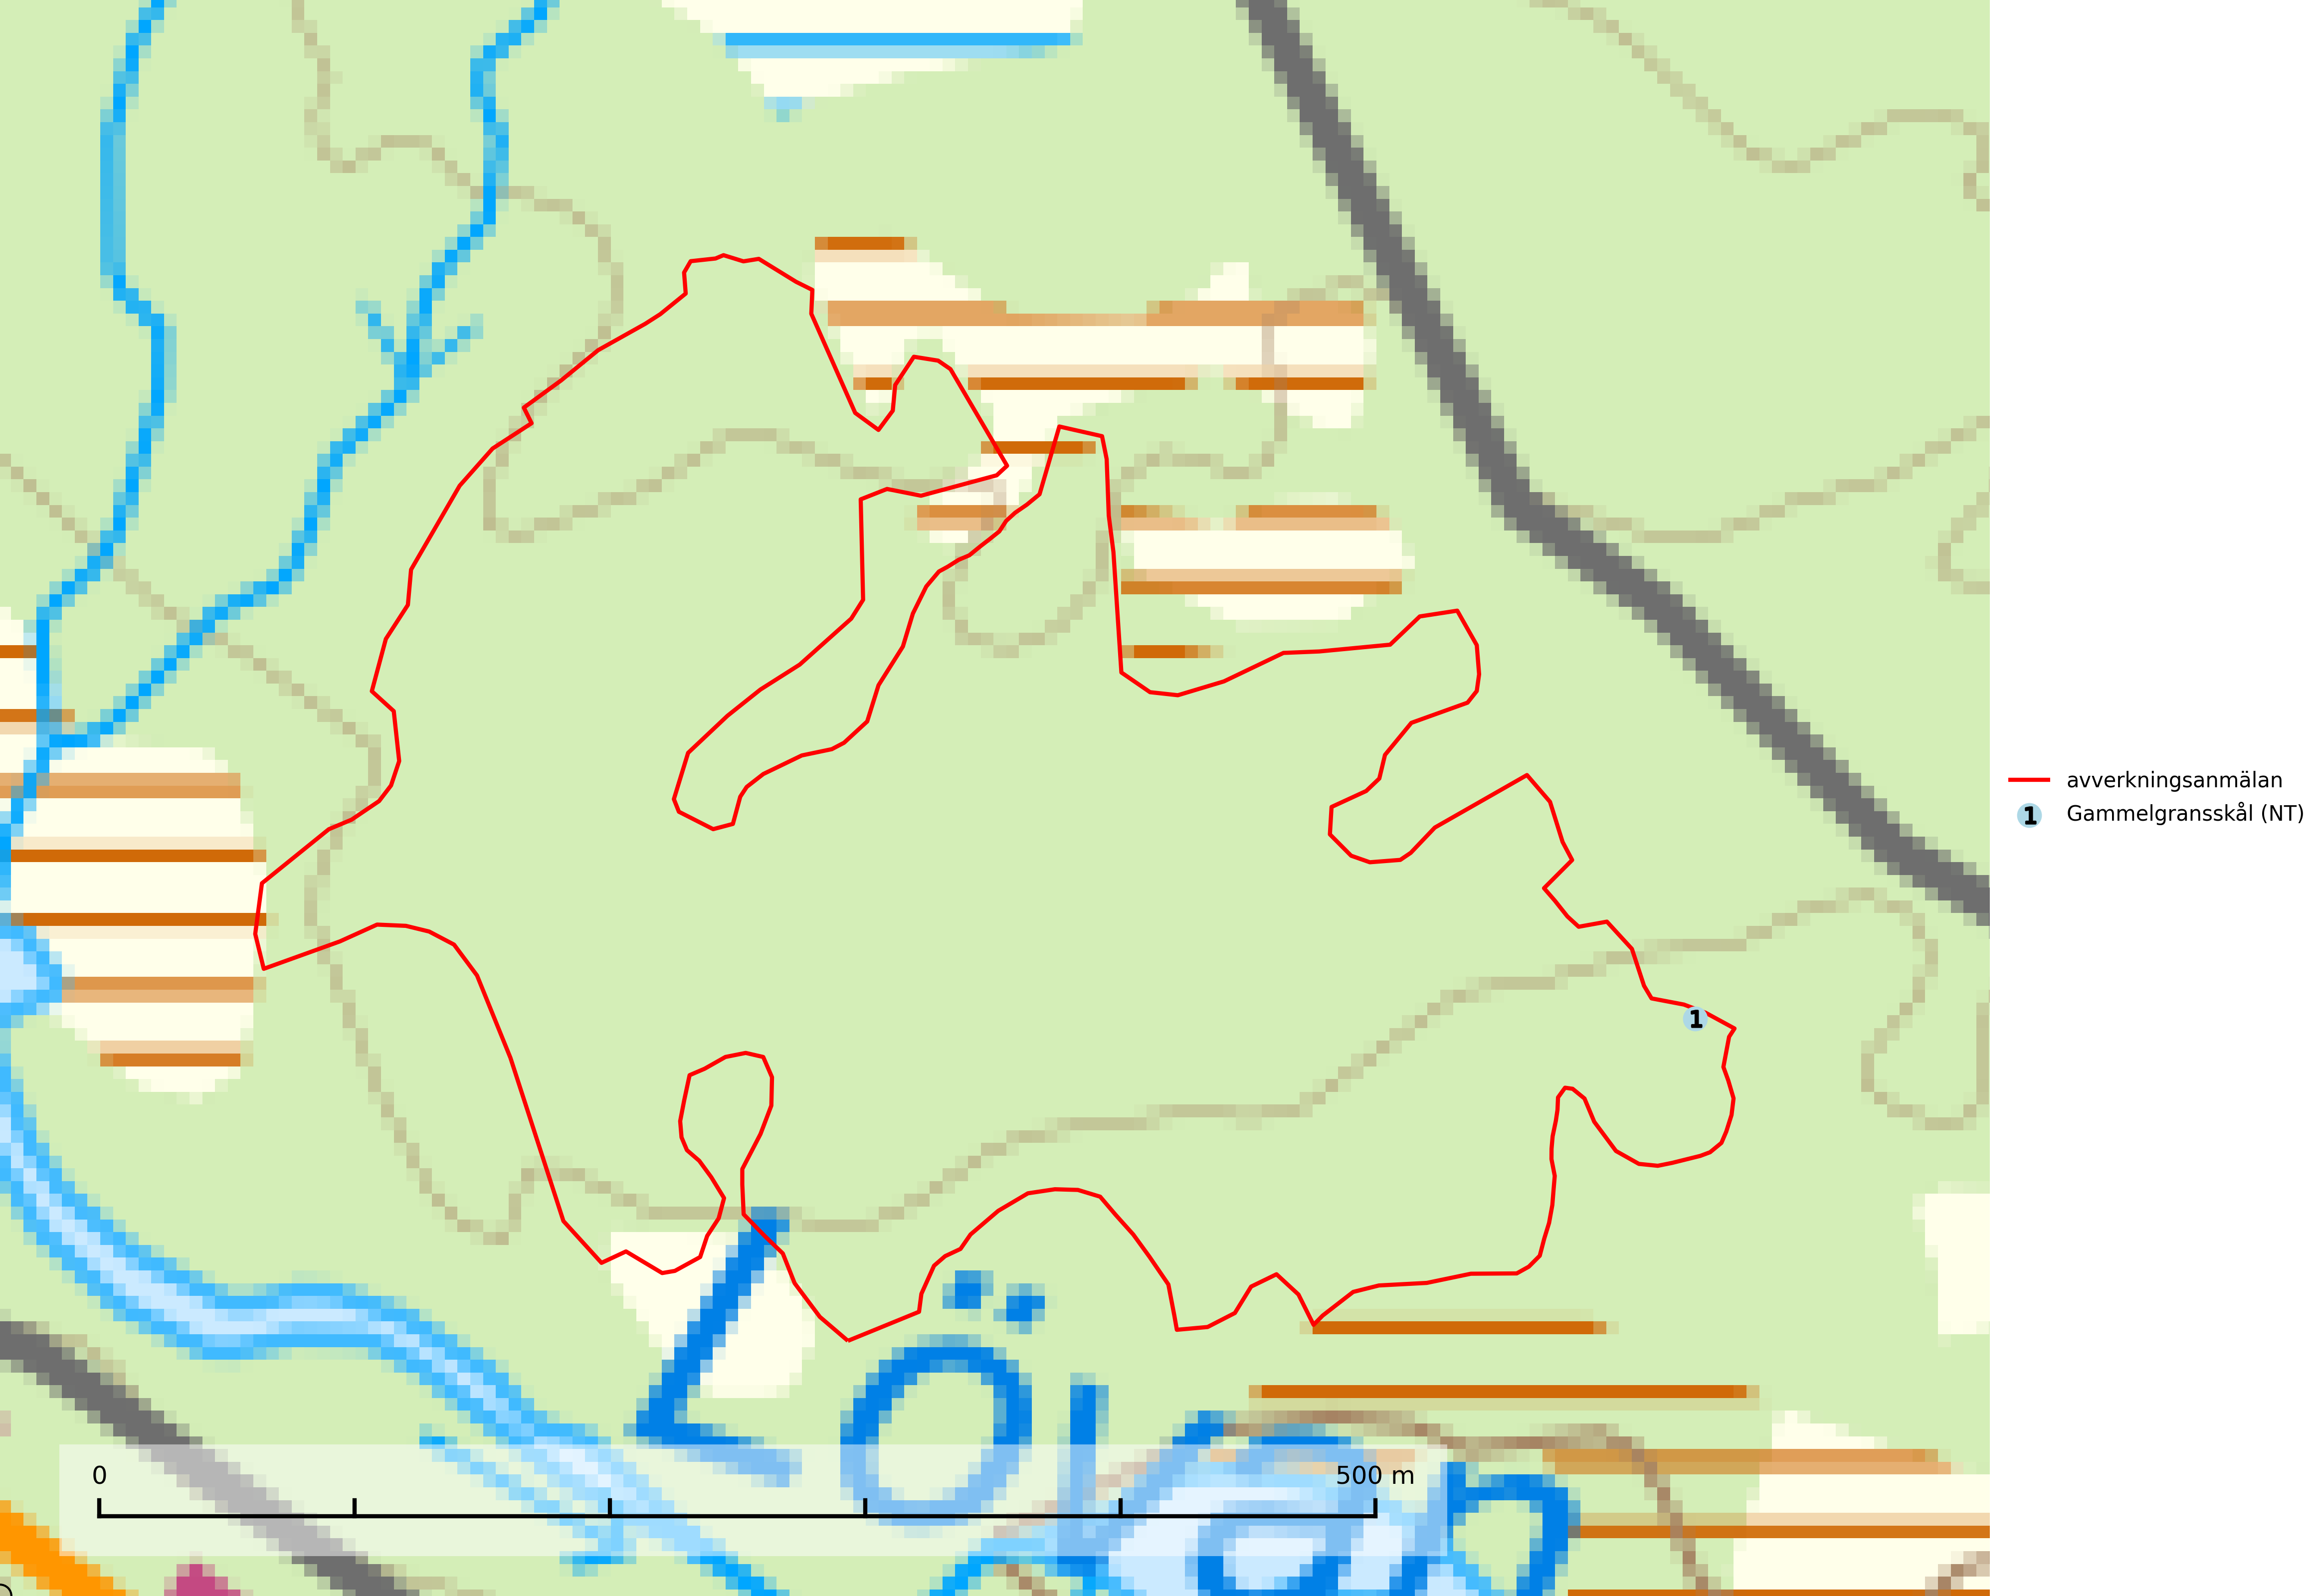 avverkningsanmälan
1 Gammelgransskål (NT)
1
0 500 m